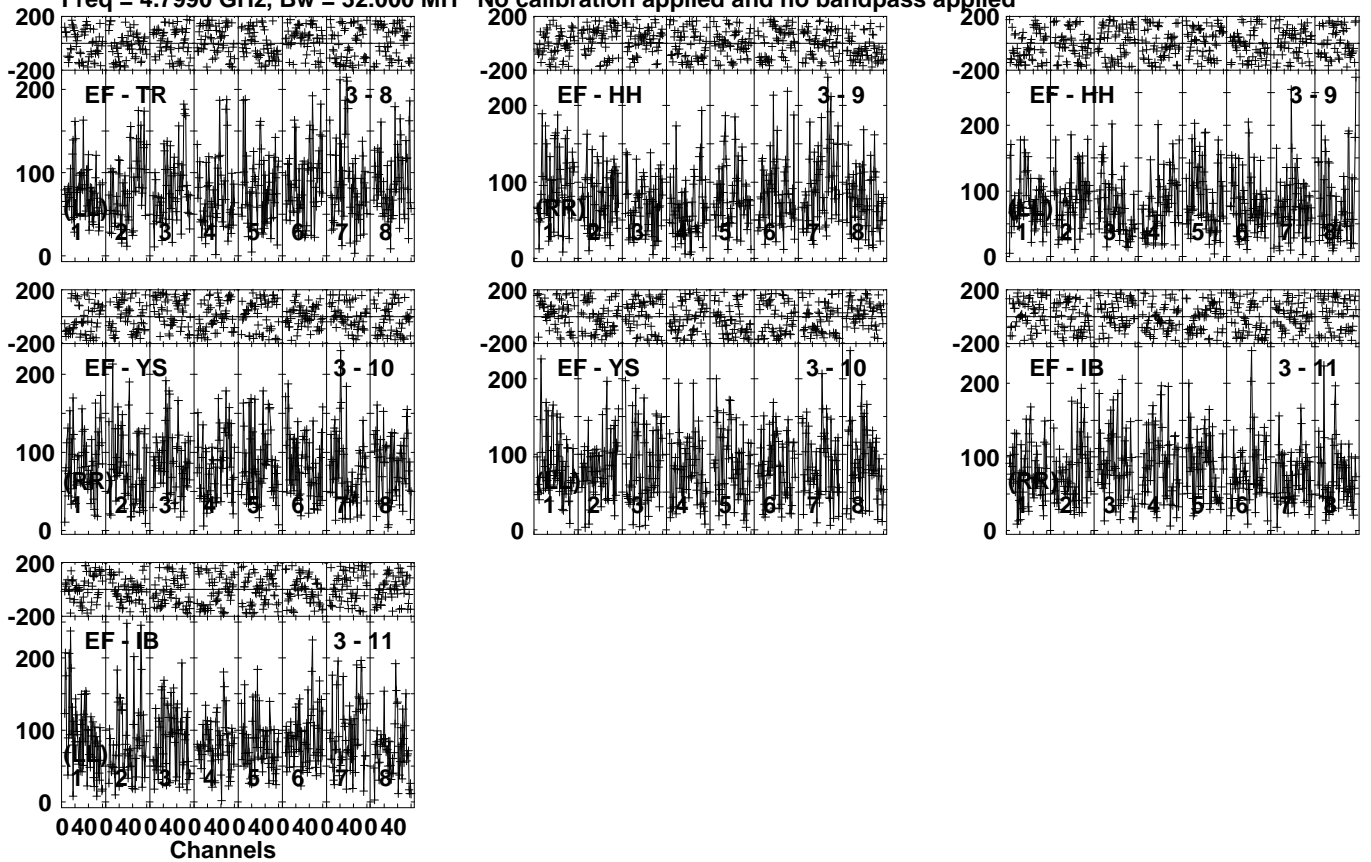 Freq = 4.7990 GHz, Bw = 32.000 MH No calibration applied and no bandpass applied
200
-200
EF - TR 3 - 8
200
100
0
(LL)
1 2 3 4 5 6 7 8
200
-200
EF - HH 3 - 9
200
100
0
(RR)
1 2 3 4 5 6 7 8
200
-200
EF - HH 3 - 9
200
100
0
(LL)
1 2 3 4 5 6 7 8
200
-200
EF - YS 3 - 10
200
100
0
(RR)
1 2 3 4 5 6 7 8
200
-200
EF - YS 3 - 10
200
100
0
(LL)
1 2 3 4 5 6 7 8
200
-200
EF - IB 3 - 11
200
100
0
(RR)
1 2 3 4 5 6 7 8
200
-200
EF - IB 3 - 11
200
100
0
(LL)
1 2 3 4 5 6 7 8
0 40 0 40 0 40 0 40 0 40 0 40 0 40 0 40
Channels